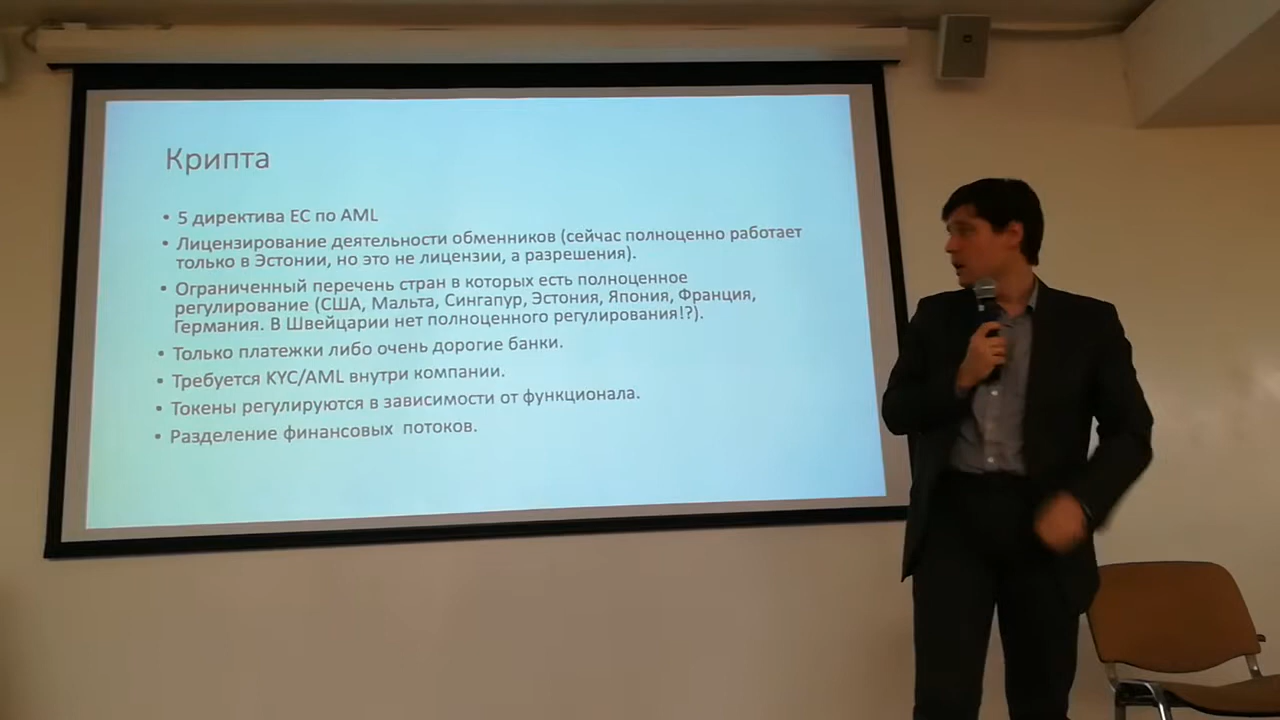 Крипта
• 5 директива ЕС по AML
• Лицензирование деятельности обменников (сейчас полноценно работает
только в Эстонии, но это не лицензии, а разрешения).
• Ограниченный перечень стран в которых есть полноценное
регулирование (США, Мальта, Сингапур, Эстония, Япония, Франция,
Германия. В Швейцарии нет полноценного регулирования!?).
• Только платежки либо очень дорогие банки.
• Требуется KYC/AML внутри компании.
• Токены регулируются в зависимости от функционала.
• Разделение финансовых потоков.